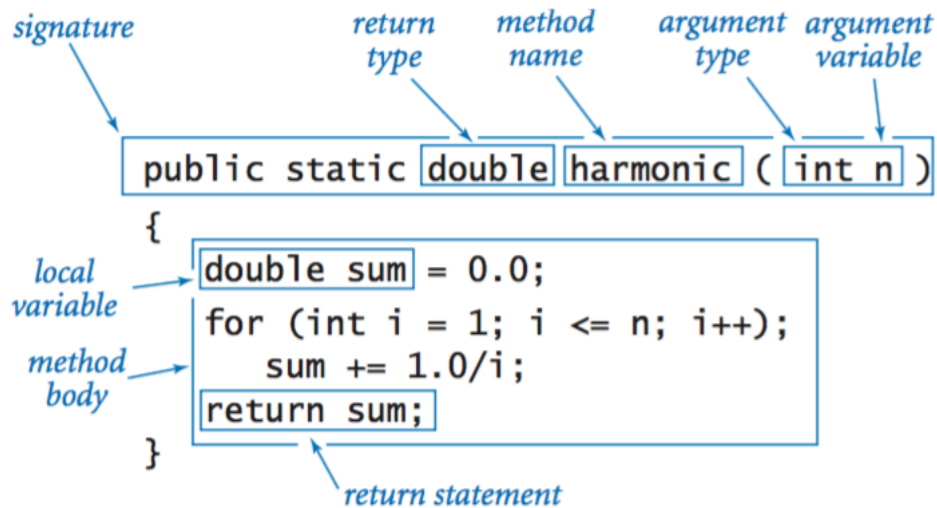 signature
return
type
method
name
argument
type
argument
variable
public static double harmonic ( int n )
{
local
variable
double sum = 0.0;
for (int i = 1; i <= n; i++);
method
body
sum += 1.0/i;
return sum;
}
return statement